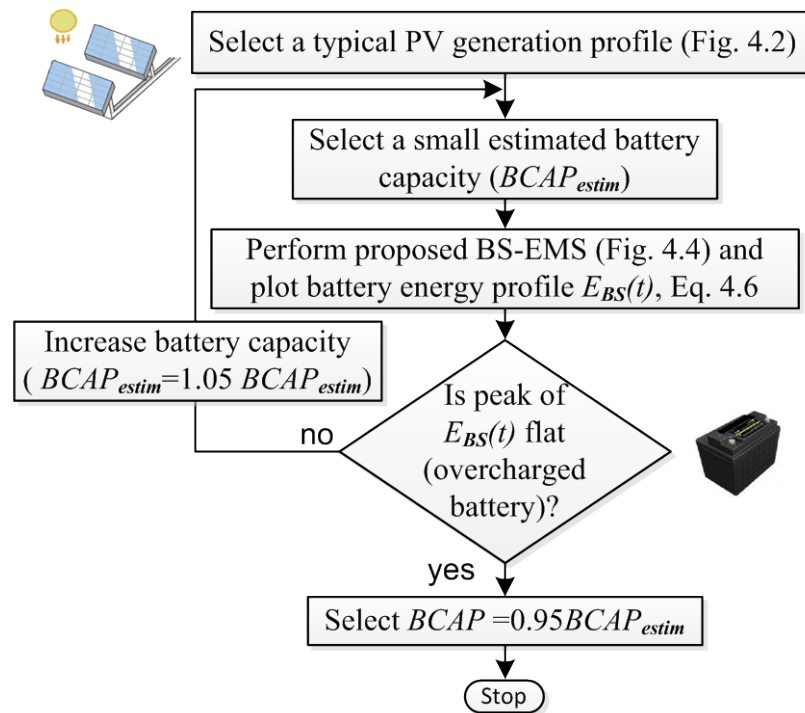 Select a typical PV generation profile (Fig. 4.2)
Select a small estimated battery
capacity (BCAPestim)
Perform proposed BS-EMS (Fig. 4.4) and
plot battery energy profile EBS(t), Eq. 4.6
Increase battery capacity
( BCAPestim=1.05 BCAPestim)
Is peak of
EBS(t) flat
(overcharged
battery)?
no
yes
Select BCAP =0.95BCAPestim
Stop